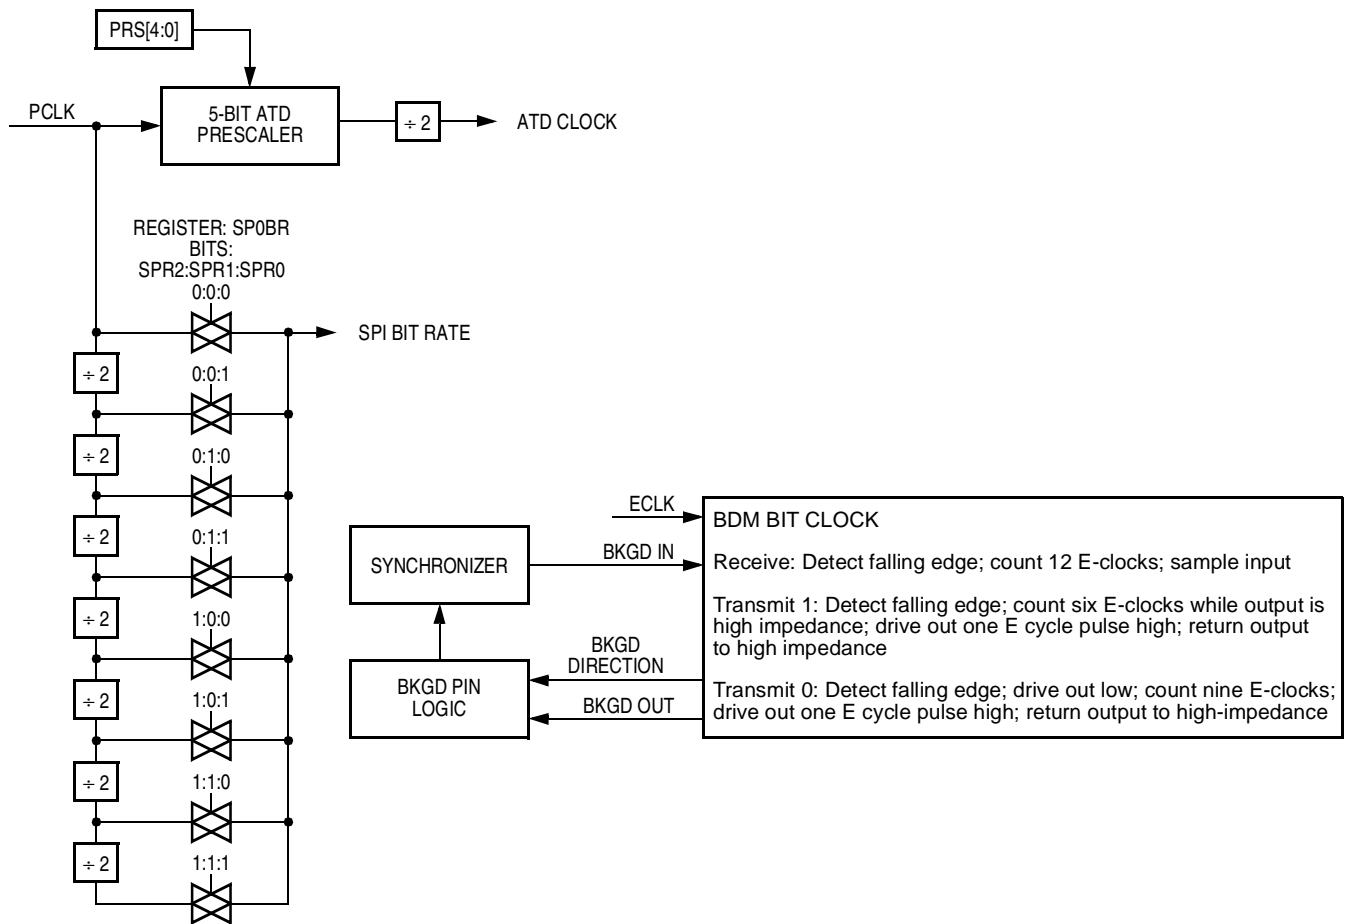 PRS[4:0]
PCLK
5-BIT ATD
PRESCALER
÷ 2
ATD CLOCK
REGISTER: SP0BR
BITS:
SPR2:SPR1:SPR0
0:0:0
SPI BIT RATE
÷ 2
0:0:1
÷ 2
0:1:0
÷ 2
0:1:1
÷ 2
1:0:0
÷ 2
1:0:1
÷ 2
1:1:0
÷ 2
1:1:1
SYNCHRONIZER
BKGD PIN
LOGIC
ECLK
BKGD IN
BKGD
DIRECTION
BKGD OUT
BDM BIT CLOCK
Receive: Detect falling edge; count 12 E-clocks; sample input
Transmit 1: Detect falling edge; count six E-clocks while output is
high impedance; drive out one E cycle pulse high; return output
to high impedance
Transmit 0: Detect falling edge; drive out low; count nine E-clocks;
drive out one E cycle pulse high; return output to high-impedance